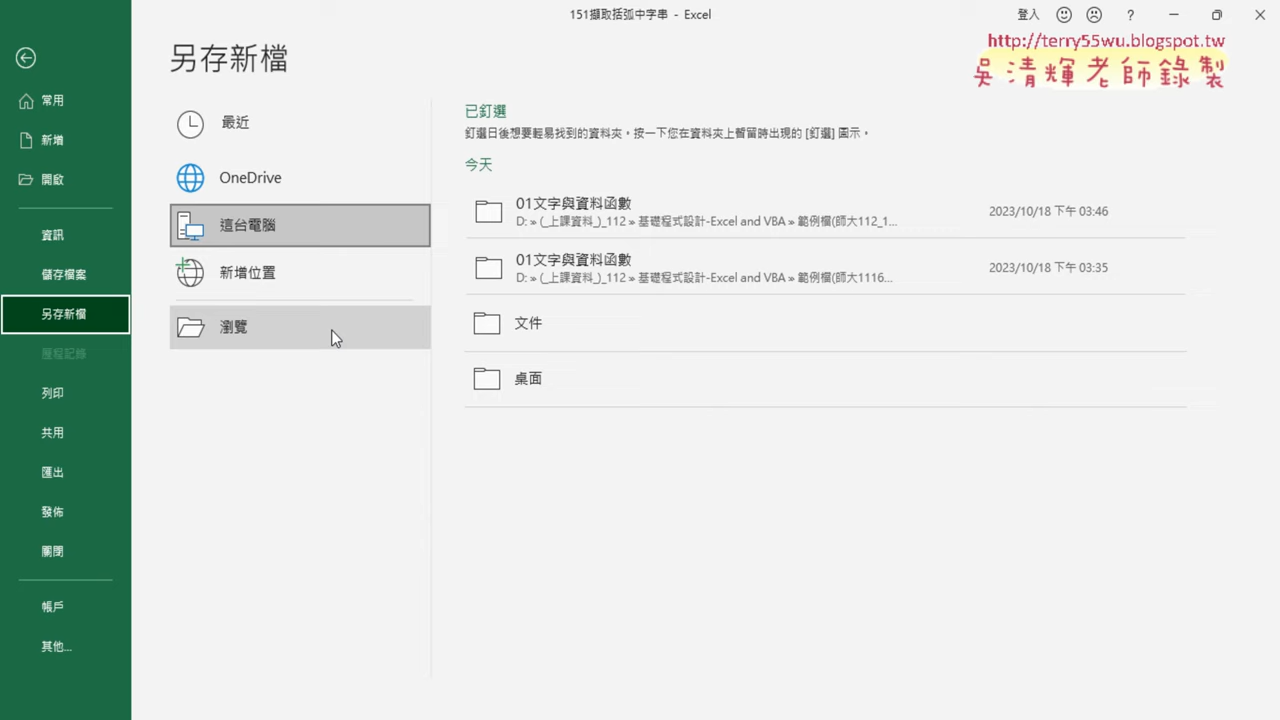 151擷取括弧中字串 - Excel
登入
http://terry55wu.blogspot.tw
吳清輝老師錄製
另存新檔
常用
新增
開啟
資訊
儲存檔案
另存新檔
歷程記錄
列印
共用
匯出
發佈
關閉
帳戶
其他...
最近
OneDrive
這台電腦
新增位置
瀏覽
已釘選
釘選日後想要輕易找到的資料夾。按一下您在資料夾上暫留時出現的 [釘選] 圖示。
今天
01文字與資料函數
D: » (_上課資料_)_112 » 基礎程式設計-Excel and VBA » 範例檔(師大112_1...
2023/10/18 下午 03:46
01文字與資料函數
D: » (_上課資料_)_112 » 基礎程式設計-Excel and VBA » 範例檔(師大1116...
2023/10/18 下午 03:35
文件
桌面